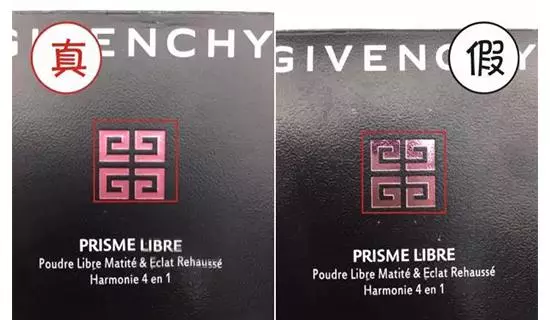 GIVENCHY
真
PRISME LIBRE
Poudre Libre Matité & Eclat Rehaussé
Harmonie 4 en 1
GIVENCHY
假
PRISME LIBRE
Poudre Libre Matité & Eclat Rehaussé
Harmonie 4 en 1